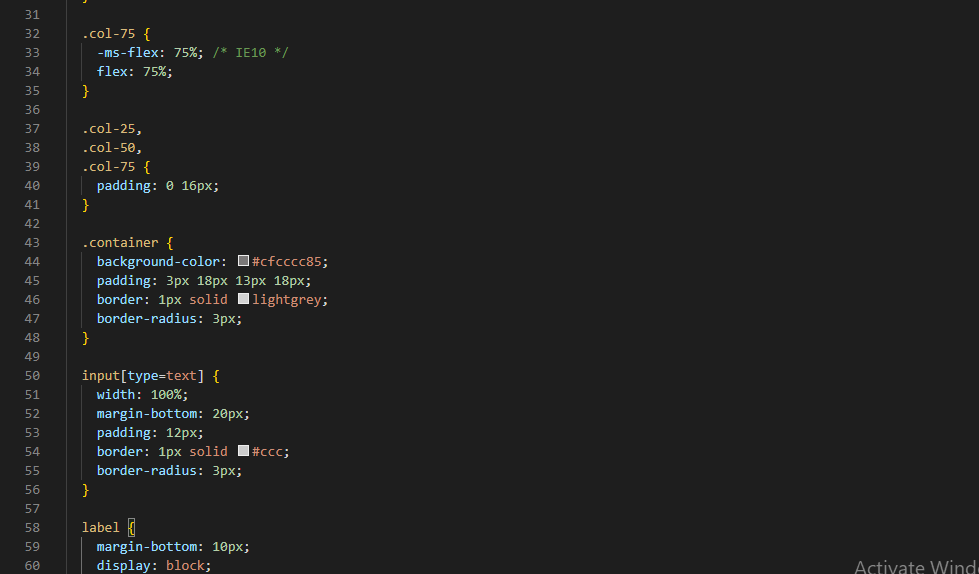 31
32 .col-75 {
33 -ms-flex: 75%; /* IE10 */
34 flex: 75%;
35 }
36
37 .col-25,
38 .col-50,
39 .col-75 {
40 padding: 0 16px;
41 }
42
43 .container {
44 background-color: #cfcccc85;
45 padding: 3px 18px 13px 18px;
46 border: 1px solid lightgrey;
47 border-radius: 3px;
48 }
49
50 input[type=text] {
51 width: 100%;
52 margin-bottom: 20px;
53 padding: 12px;
54 border: 1px solid #ccc;
55 border-radius: 3px;
56 }
57
58 label {
59 margin-bottom: 10px;
60 display: block;
Activate Wind